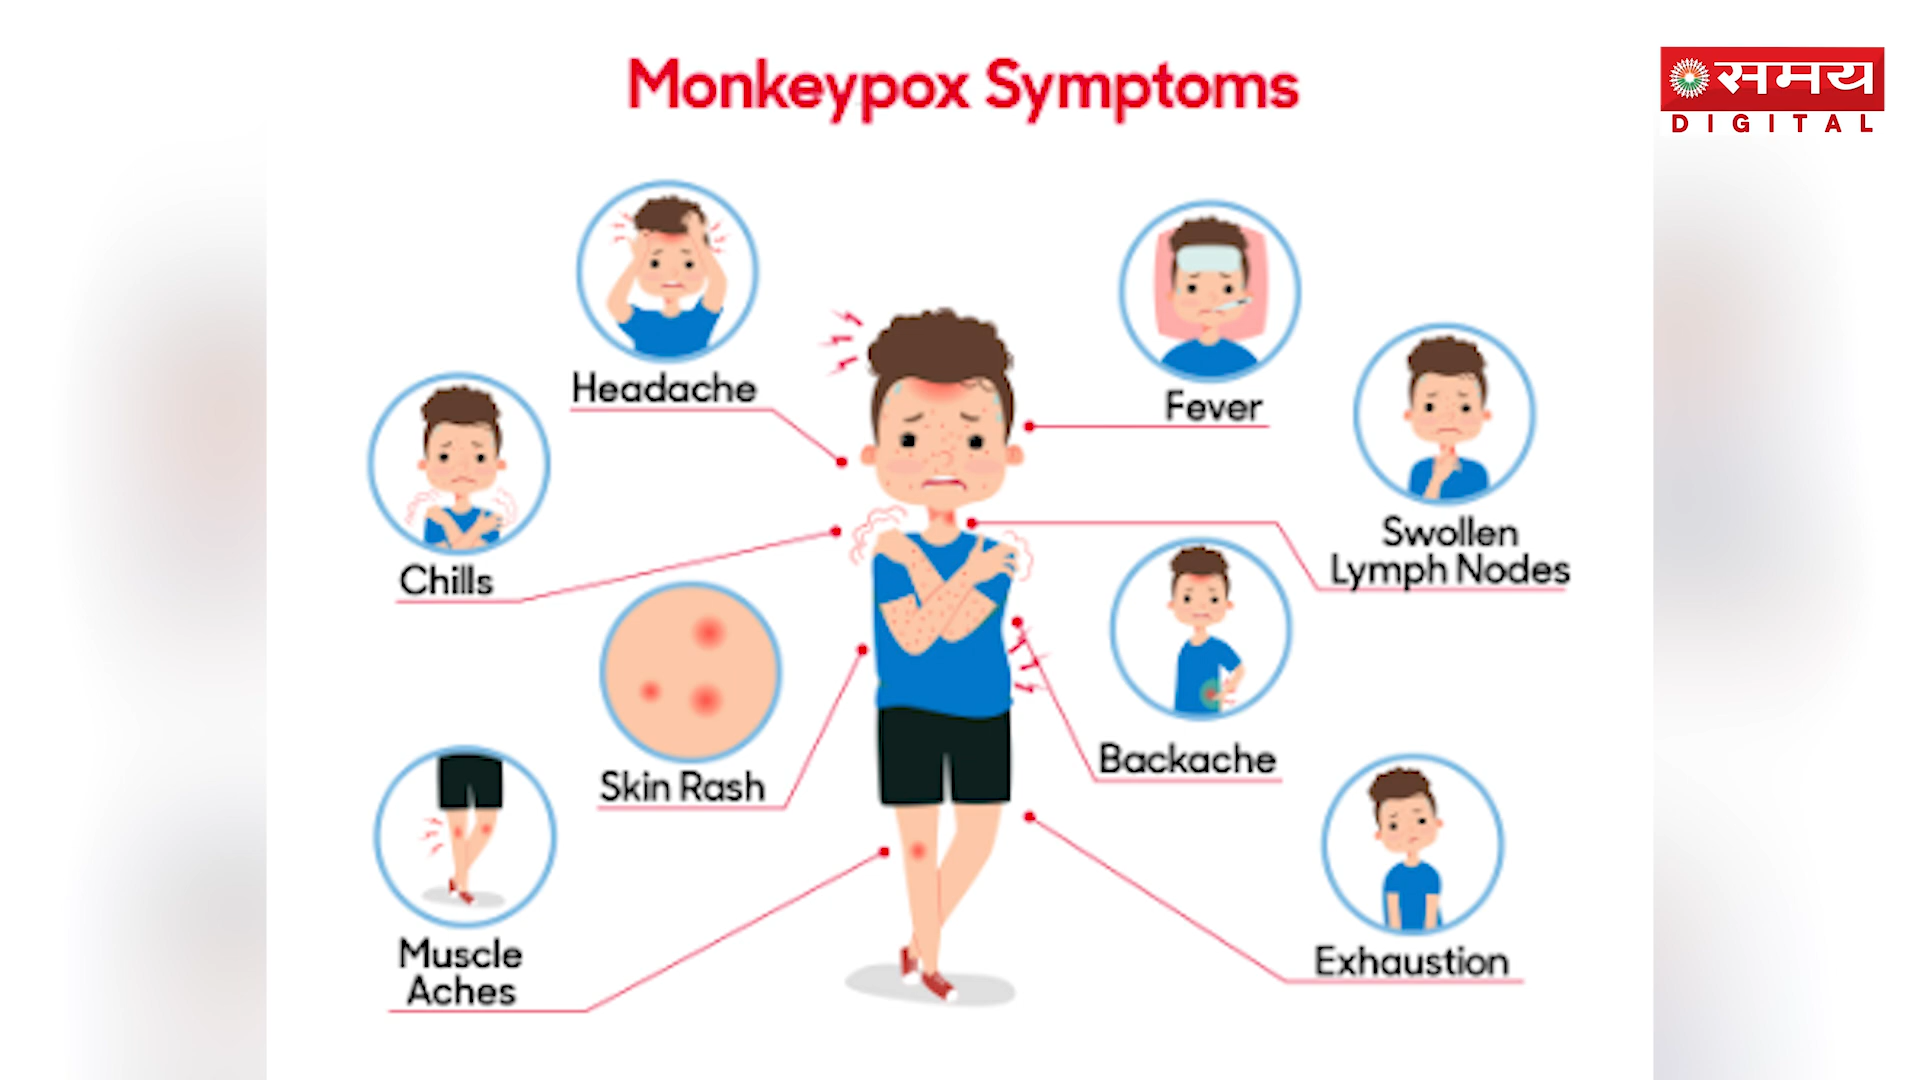 Monkeypox Symptoms
समय
DIGITAL
Headache
Fever
Chills
Swollen
Lymph Nodes
Skin Rash
Backache
Muscle
Aches
Exhaustion